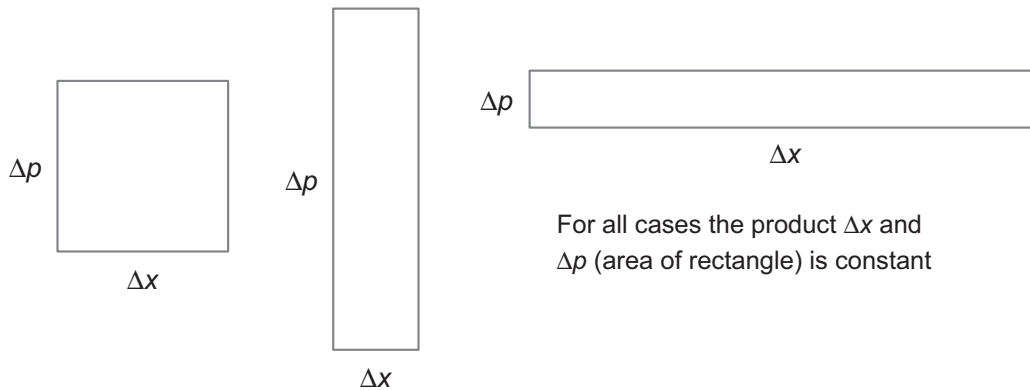 Δp
Δx
Δp
Δx
Δp
Δx
For all cases the product Δx and
Δp (area of rectangle) is constant